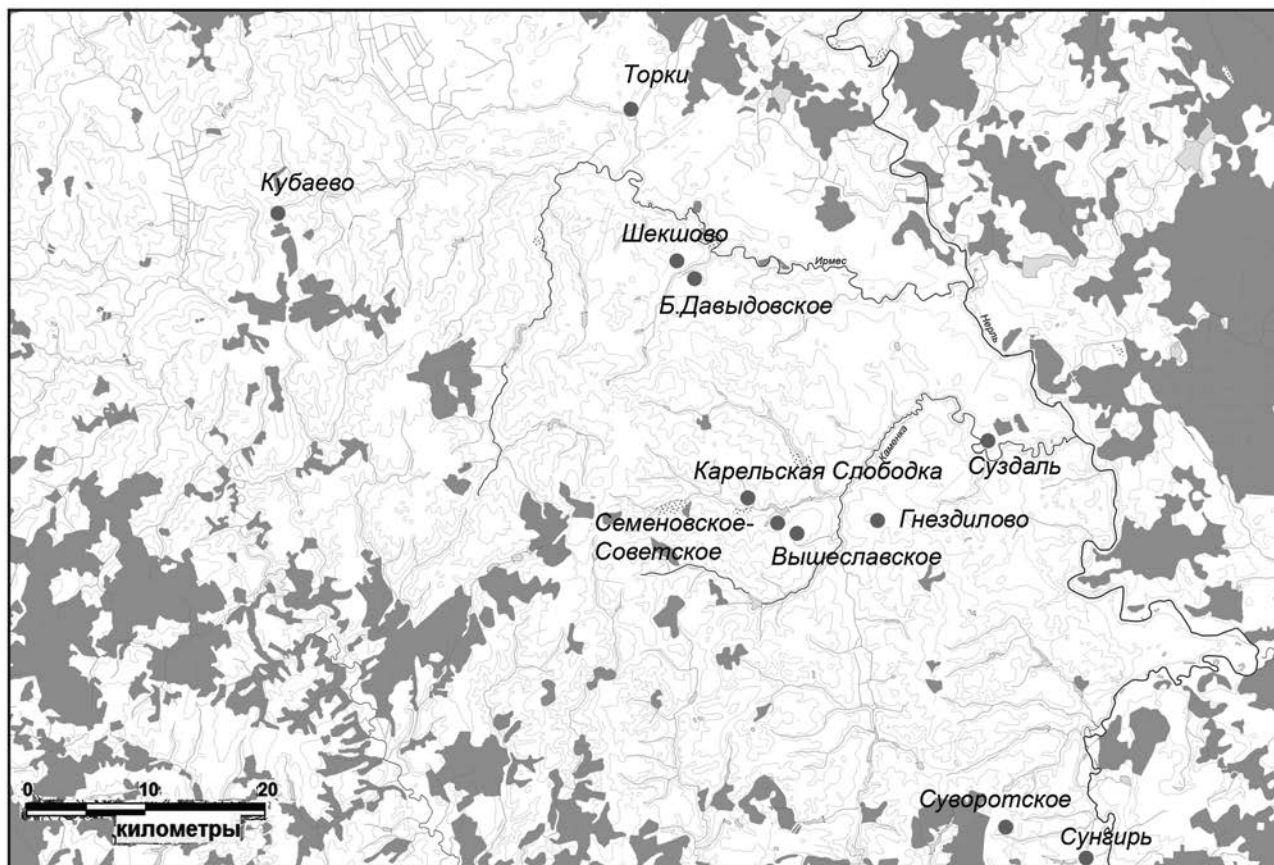 Торки
Кубаево
Шекшово
Ирмес
Б.Давыдовское
Нерль
Каменка
Суздаль
Карельская Слободка
Семеновское-
Советское
Гнездилово
Вышеславское
0 10 20
километры
Суворотское
Сунгирь